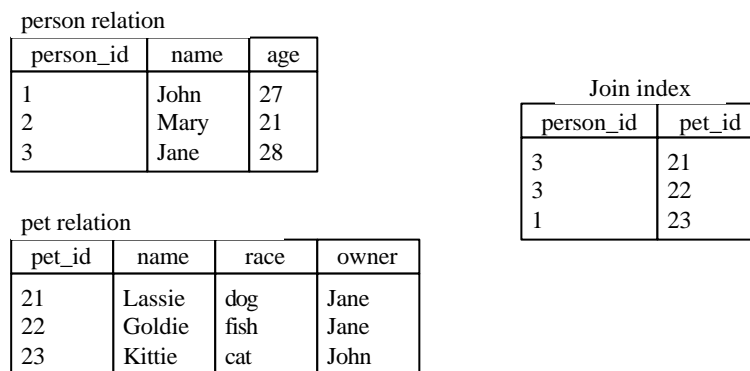 person relation
person_id name age
1 John 27
2 Mary 21
3 Jane 28
Join index
person_id pet_id
3 21
3 22
1 23
pet relation
pet_id name race owner
21 Lassie dog Jane
22 Goldie fish Jane
23 Kittie cat John